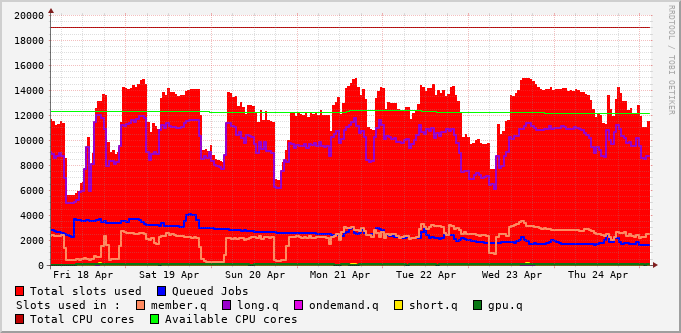 20000
18000
16000
14000
12000
10000
8000
6000
4000
2000
0
Fri 18 Apr Sat 19 Apr Sun 20 Apr Mon 21 Apr Tue 22 Apr Wed 23 Apr Thu 24 Apr
Total slots used Queued Jobs
Slots used in : member.q long.q ondemand.q short.q gpu.q
Total CPU cores Available CPU cores
RRDTOOL / TOBI OETIKER